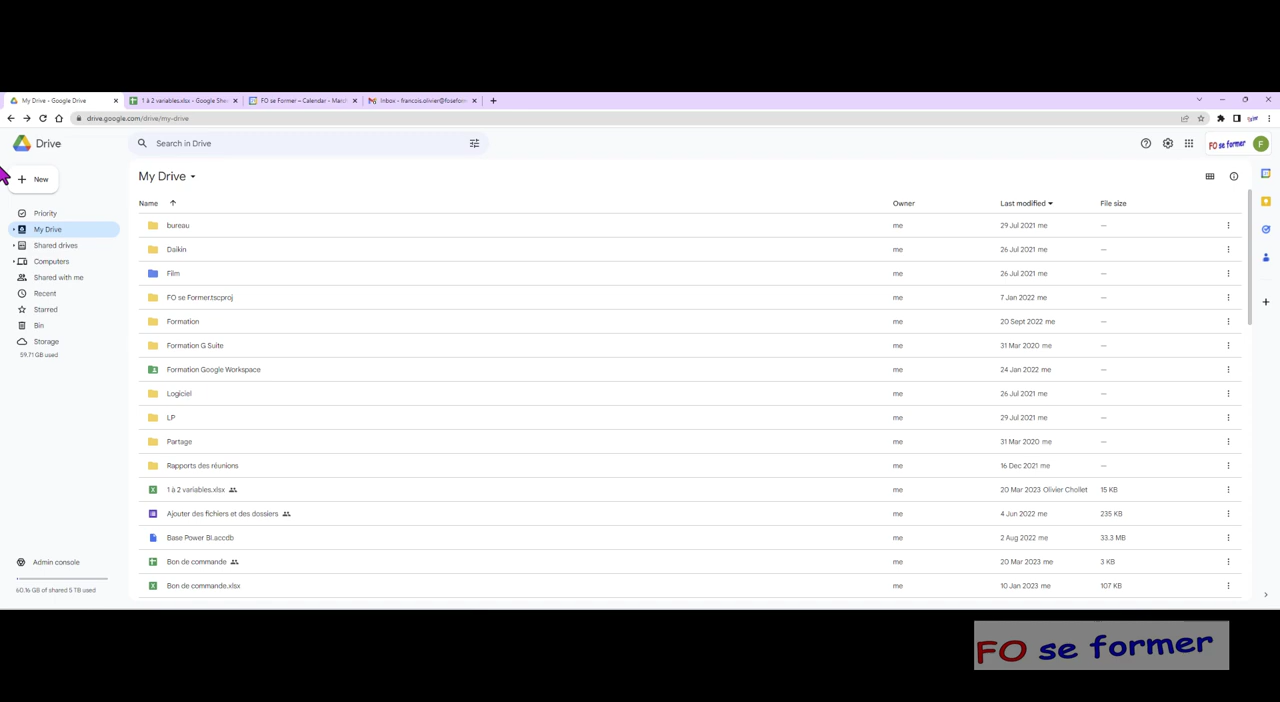 My Drive - Google Drive
1 à 2 variables.xlsx - Google She
FO se Former - Calendar - March
Inbox - francois.olivier@foseform
drive.google.com/drive/my-drive
Drive
Search in Drive
FO se former
F
New
My Drive
Name
Owner
Last modified
File size
Priority
My Drive
Shared drives
Computers
Shared with me
Recent
Starred
Bin
Storage
59.71 GB used
bureau me 29 Jul 2021 me —
Daikin me 26 Jul 2021 me —
Film me 26 Jul 2021 me —
FO se Former.tscproj me 7 Jan 2022 me —
Formation me 20 Sept 2022 me —
Formation G Suite me 31 Mar 2020 me —
Formation Google Workspace me 24 Jan 2022 me —
Logiciel me 26 Jul 2021 me —
LP me 29 Jul 2021 me —
Partage me 31 Mar 2020 me —
Rapports des réunions me 16 Dec 2021 me —
1 à 2 variables.xlsx me 20 Mar 2023 Olivier Chollet 15 KB
Ajouter des fichiers et des dossiers me 4 Jun 2022 me 235 KB
Base Power BI.accdb me 2 Aug 2022 me 33.3 MB
Bon de commande me 20 Mar 2023 me 3 KB
Bon de commande.xlsx me 10 Jan 2023 me 107 KB
Admin console
60.16 GB of shared 5 TB used
FO se former